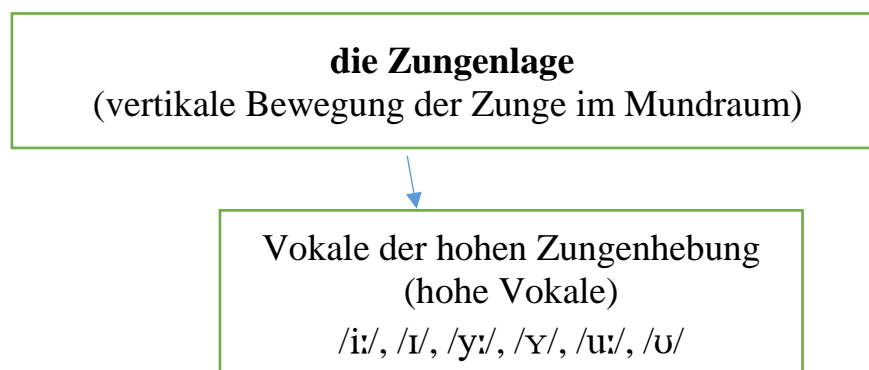 die Zungenlage
(vertikale Bewegung der Zunge im Mundraum)
Vokale der hohen Zungenhebung
(hohe Vokale)
/iː/, /ɪ/, /yː/, /ʏ/, /uː/, /ʊ/